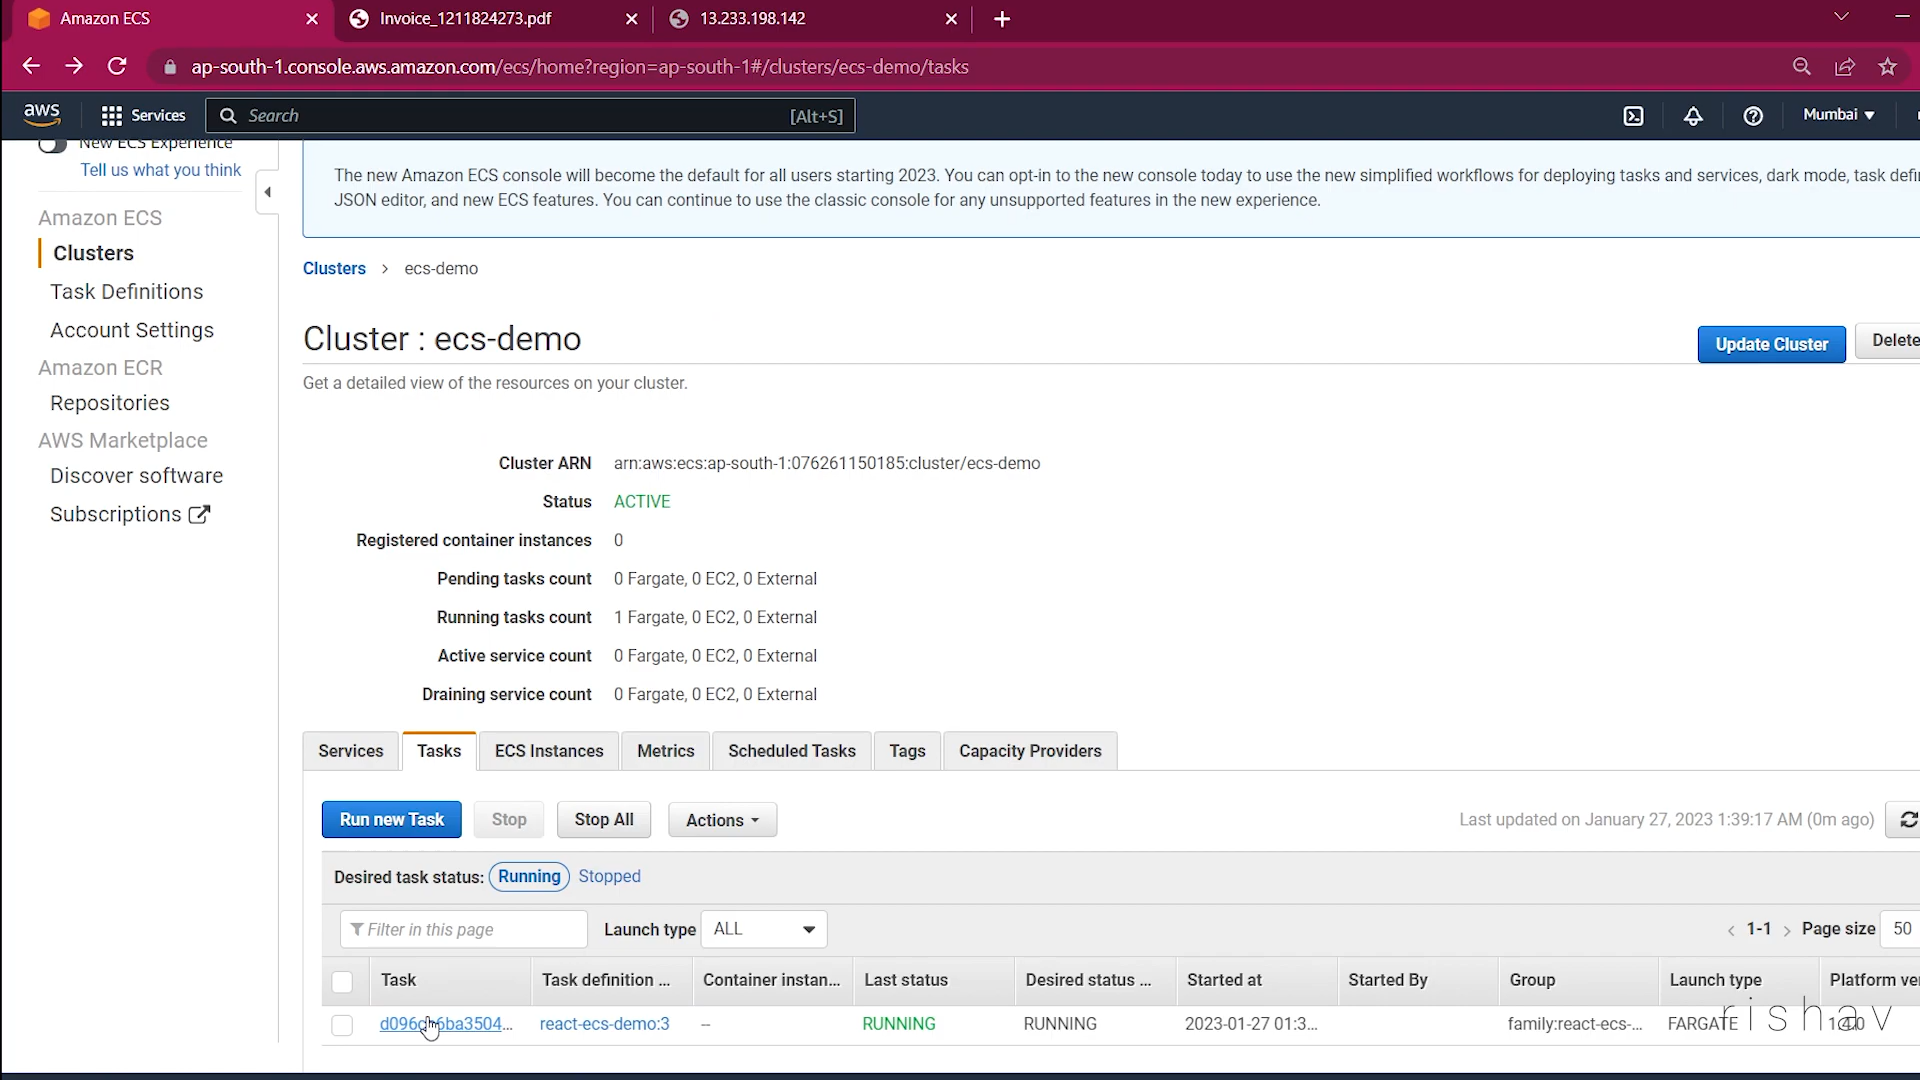 Amazon ECS
Invoice_1211824273.pdf
13.233.198.142
ap-south-1.console.aws.amazon.com/ecs/home?region=ap-south-1#/clusters/ecs-demo/tasks
aws
Services
Search
[Alt+S]
Mumbai
New ECS Experience
Tell us what you think
Amazon ECS
Clusters
Task Definitions
Account Settings
Amazon ECR
Repositories
AWS Marketplace
Discover software
Subscriptions
The new Amazon ECS console will become the default for all users starting 2023. You can opt-in to the new console today to use the new simplified workflows for deploying tasks and services, dark mode, task defi
JSON editor, and new ECS features. You can continue to use the classic console for any unsupported features in the new experience.
Clusters > ecs-demo
Cluster : ecs-demo
Update Cluster
Delete
Get a detailed view of the resources on your cluster.
Cluster ARN arn:aws:ecs:ap-south-1:076261150185:cluster/ecs-demo
Status ACTIVE
Registered container instances 0
Pending tasks count 0 Fargate, 0 EC2, 0 External
Running tasks count 1 Fargate, 0 EC2, 0 External
Active service count 0 Fargate, 0 EC2, 0 External
Draining service count 0 Fargate, 0 EC2, 0 External
Services Tasks ECS Instances Metrics Scheduled Tasks Tags Capacity Providers
Run new Task Stop Stop All Actions
Last updated on January 27, 2023 1:39:17 AM (0m ago)
Desired task status: Running Stopped
Filter in this page Launch type ALL
< 1-1 > Page size 50
Task Task definition ... Container instan... Last status Desired status ... Started at Started By Group Launch type Platform ve
react-ecs-demo:3 -- RUNNING RUNNING 2023-01-27 01:3... family:react-ecs-... FARGATE 1.4.0
rishav